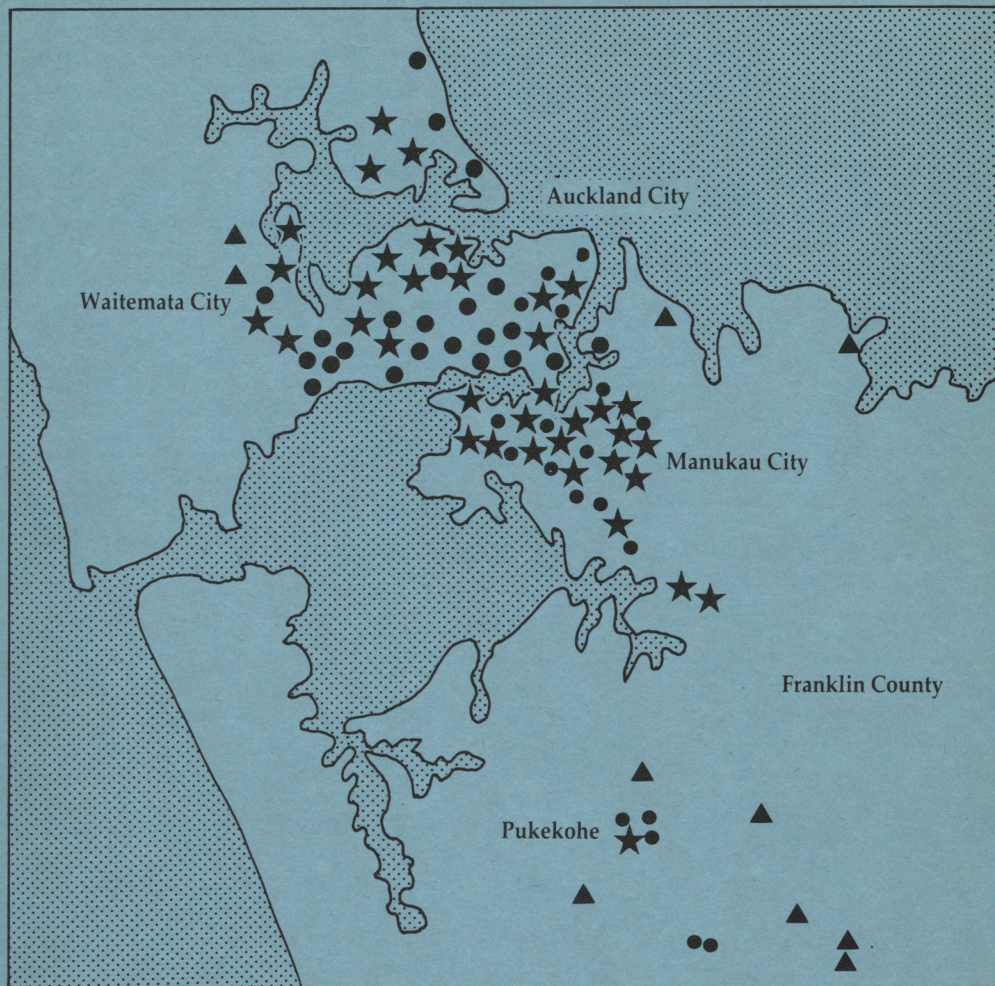 Auckland City
Waitemata City
Manukau City
Franklin County
Pukekohe